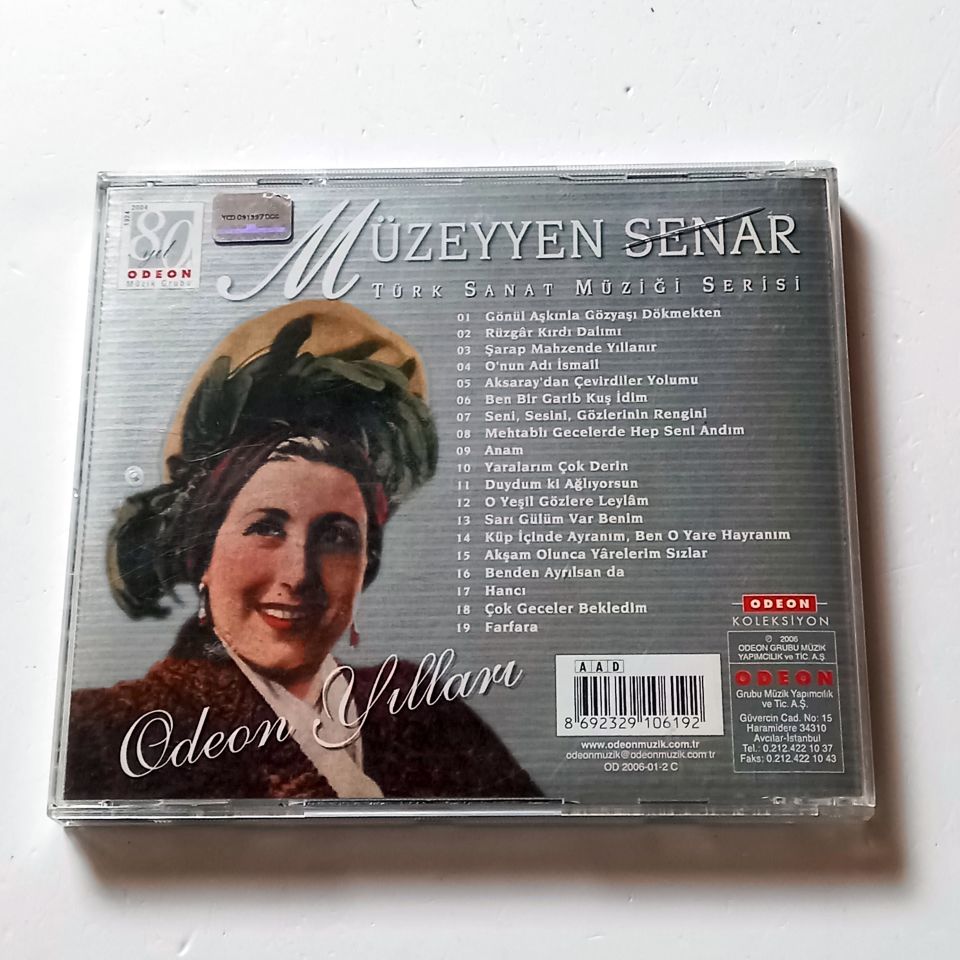 1924 2004
80
yıl
ODEON
Müzik Grubu
MÜZEYYEN SENAR
TÜRK SANAT MÜZİĞİ SERİSİ
01 Gönül Aşkınla Gözyaşı Dökmekten
02 Rüzgâr Kırdı Dalımı
03 Şarap Mahzende Yıllanır
04 O'nun Adı İsmail
05 Aksaray'dan Çevirdiler Yolumu
06 Ben Bir Garib Kuş İdim
07 Seni, Sesini, Gözlerinin Rengini
08 Mehtablı Gecelerde Hep Seni Andım
09 Anam
10 Yaralarım Çok Derin
11 Duydum ki Ağlıyorsun
12 O Yeşil Gözlere Leylâm
13 Sarı Gülüm Var Benim
14 Küp İçinde Ayranım, Ben O Yare Hayranım
15 Akşam Olunca Yârelerim Sızlar
16 Benden Ayrılsan da
17 Hancı
18 Çok Geceler Bekledim
19 Farfara
Odeon Yılları
ODEON
KOLEKSİYON
℗ 2006
ODEON GRUBU MÜZİK
YAPIMCILIK ve TİC. A.Ş.
ODEON
Grubu Müzik Yapımcılık
ve Tic. A.Ş.
Güvercin Cad. No: 15
Haramidere 34310
Avcılar-İstanbul
Tel.: 0.212.422 10 37
Faks: 0.212.422 10 43
AAD
8 692329 106192
www.odeonmuzik.com.tr
odeonmuzik@odeonmuzik.com.tr
OD 2006-01-2 C